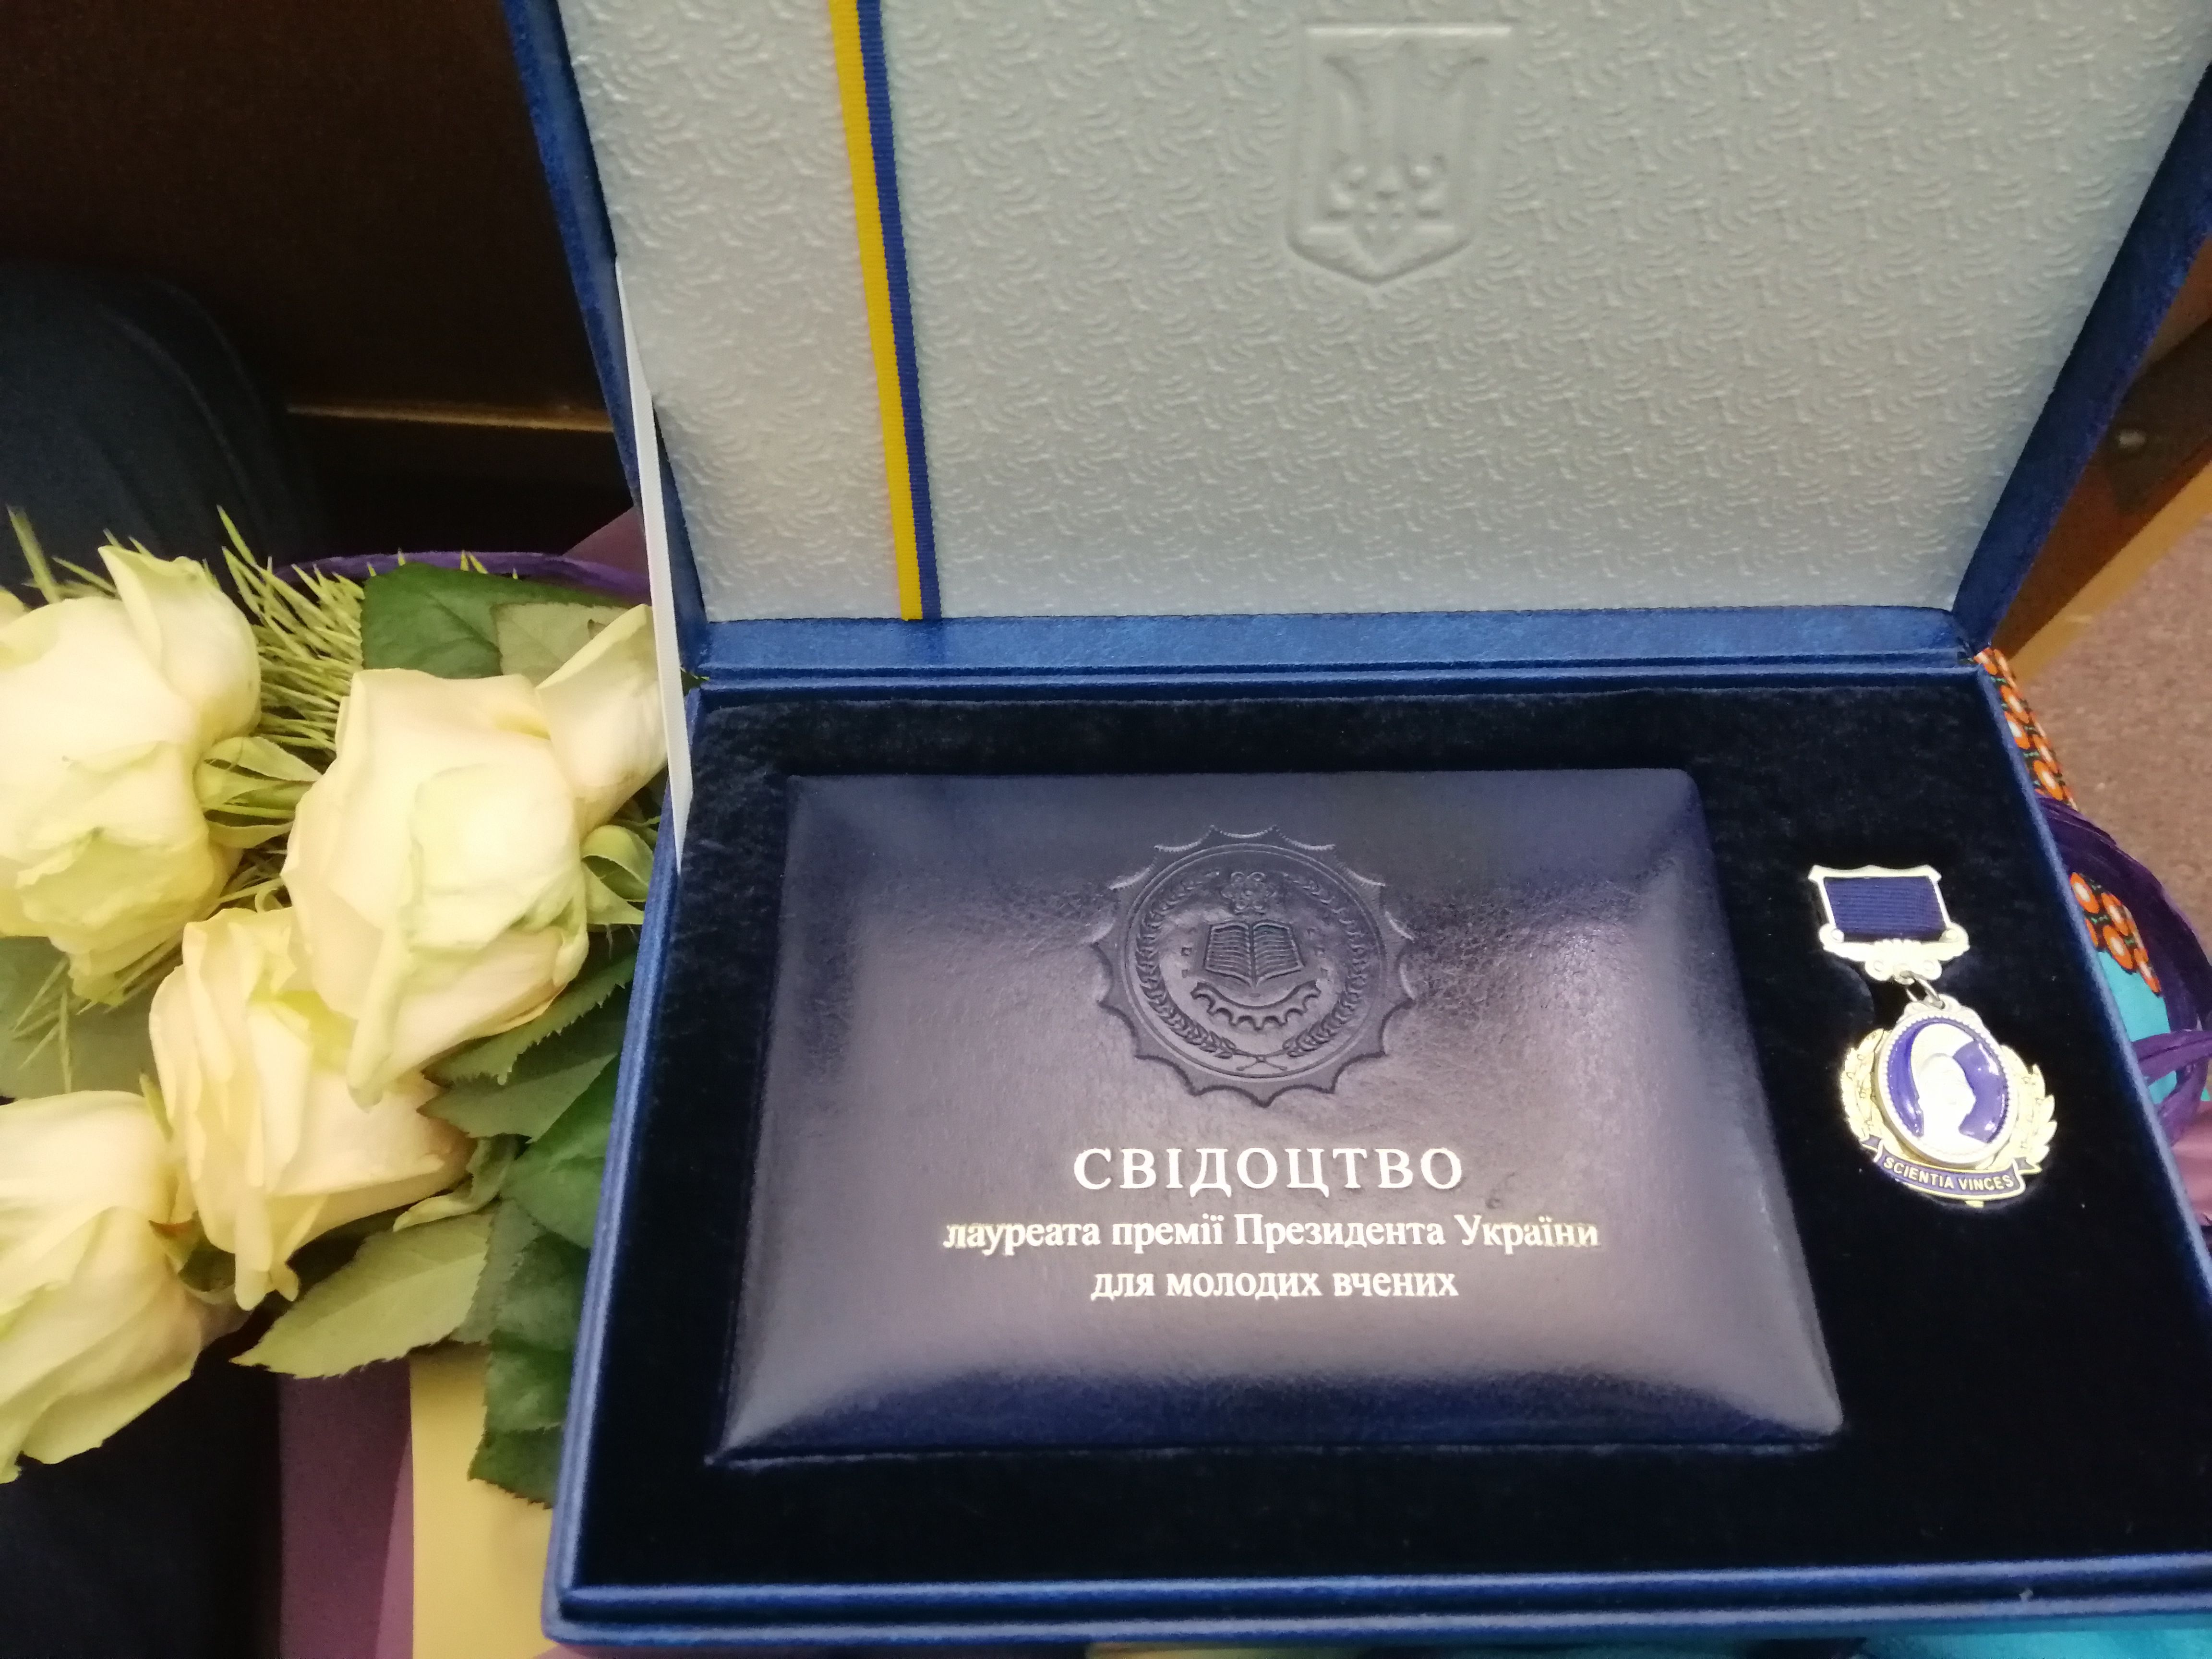 СВІДОЦТВО
лауреата премії Президента України
для молодих вчених
SCIENTIA VINCES